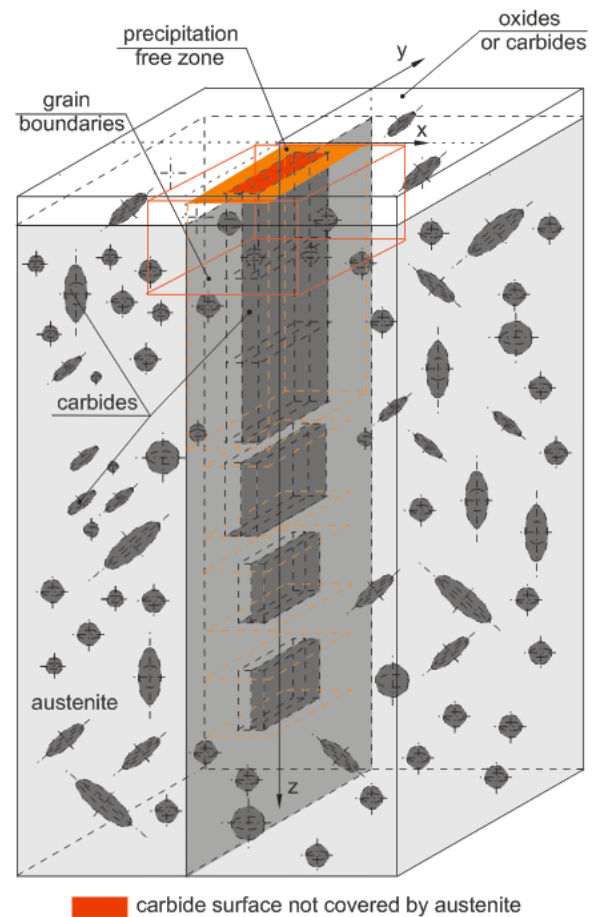 precipitation
free zone
oxides
or carbides
y
grain
boundaries
x
carbides
austenite
z
carbide surface not covered by austenite